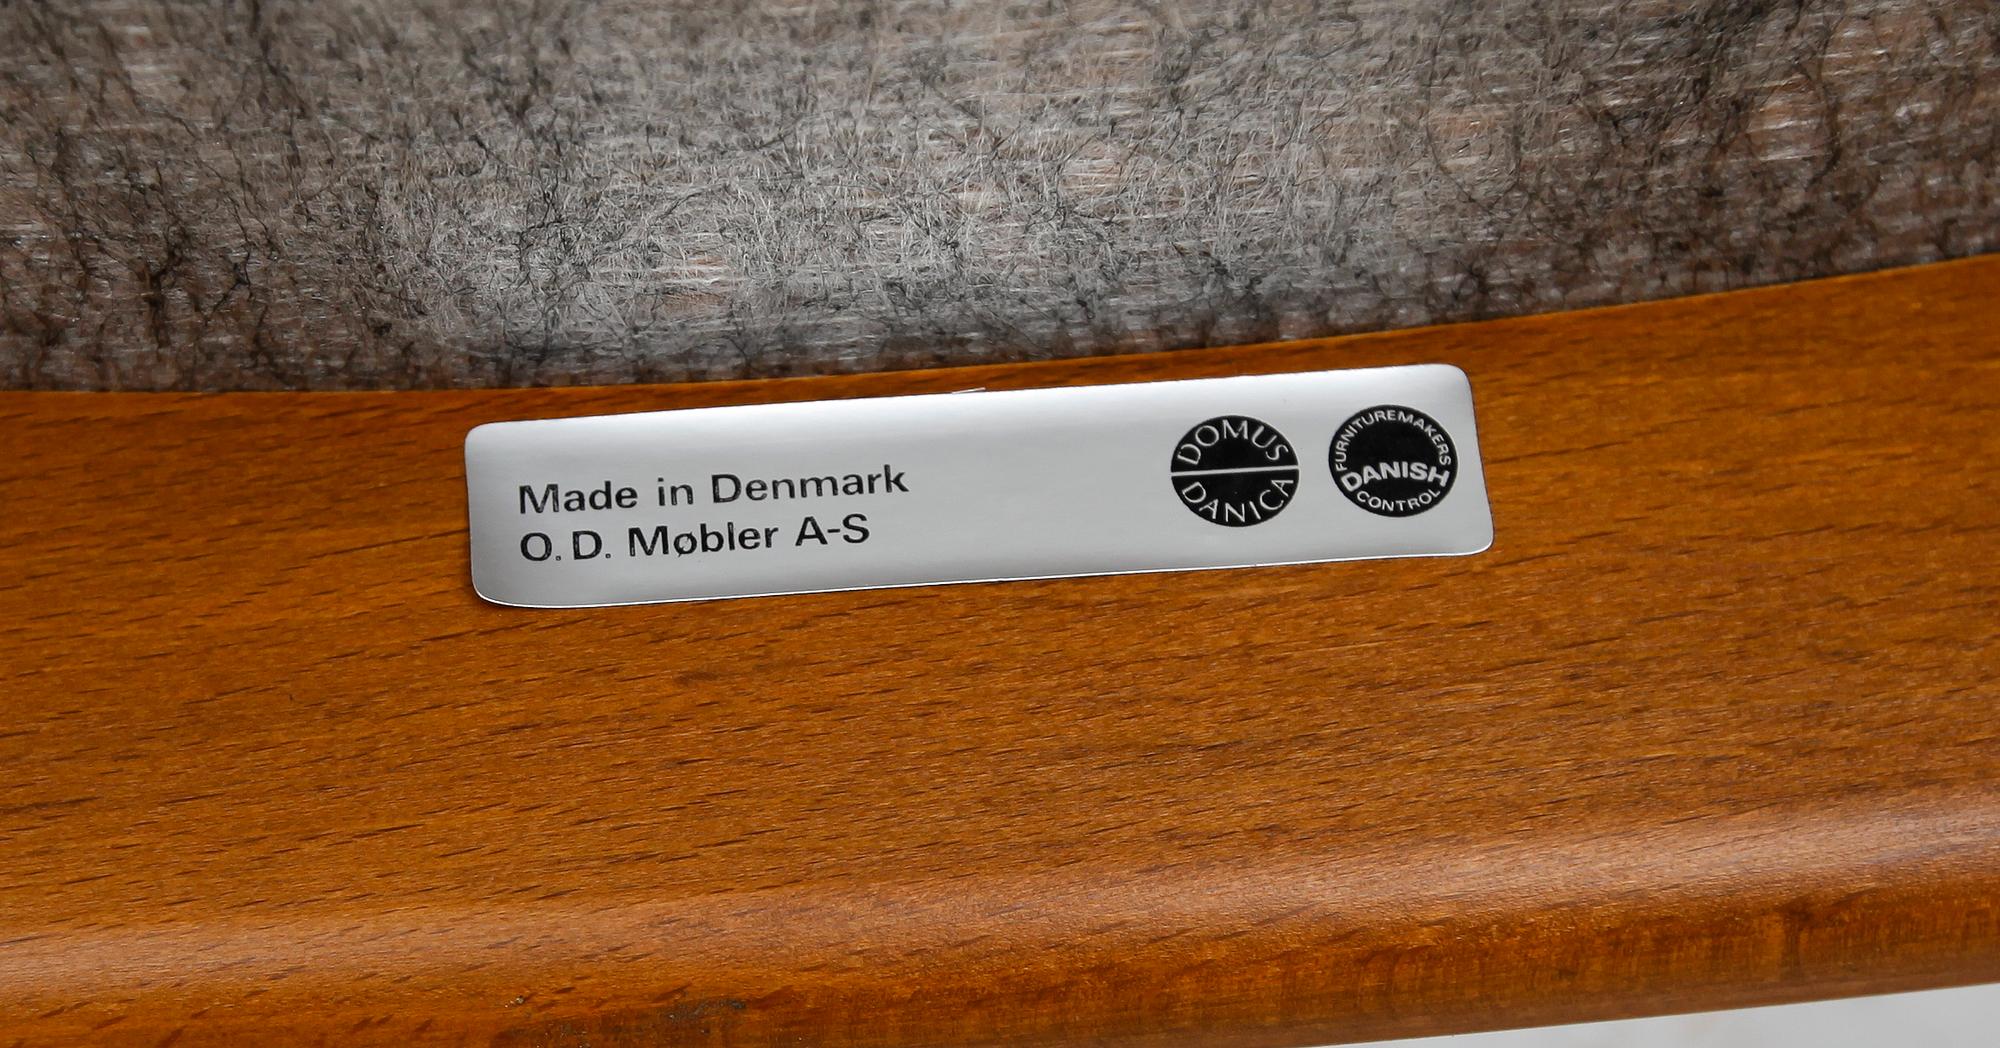 Made in Denmark
O. D. Møbler A-S
DOMUS
DANICA
FURNITUREMAKERS
DANISH
CONTROL